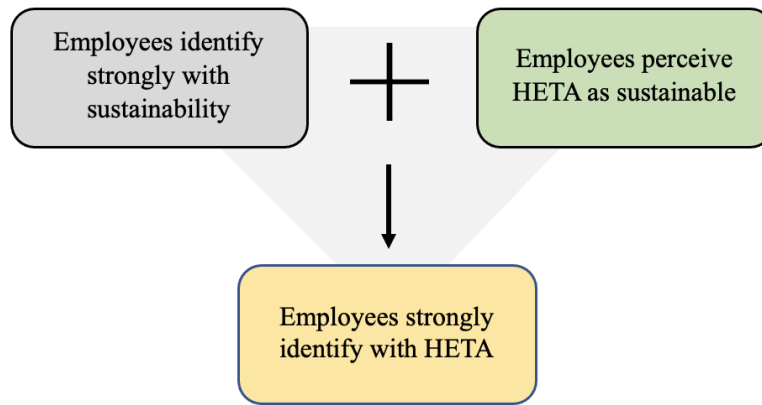 Employees identify
strongly with
sustainability
Employees perceive
HETA as sustainable
Employees strongly
identify with HETA